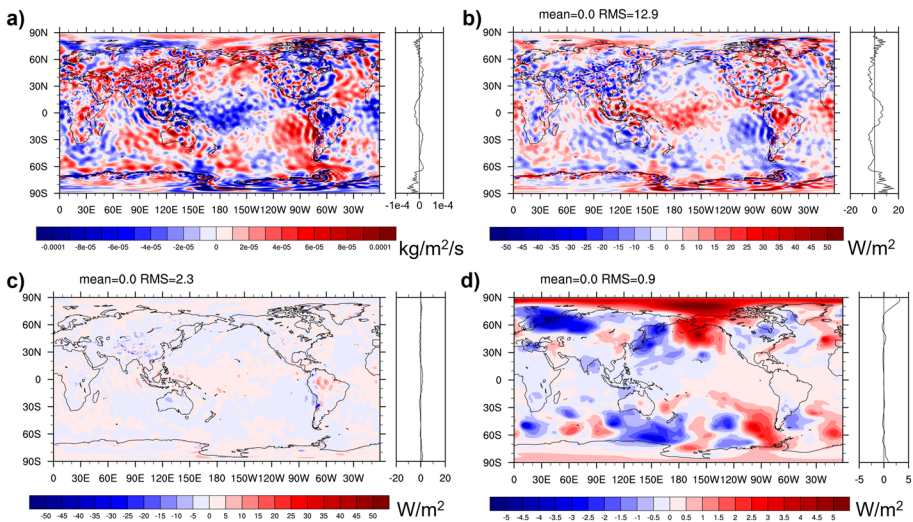 a)
90N
60N
30N
0
30S
60S
90S
0 30E 60E 90E 120E 150E 180 150W 120W 90W 60W 30W
-1e-4 0 1e-4
-0.0001 -8e-05 -4e-05 -2e-05 0 2e-05 4e-05 8e-05 0.0001
kg/m²/s
b)
mean=0.0 RMS=12.9
90N
60N
30N
0
30S
60S
90S
0 30E 60E 90E 120E 150E 180 150W 120W 90W 60W 30W
-20 0 20
-50 -45 -40 -35 -30 -25 -20 -15 -10 -5 0 5 10 15 20 25 30 35 40 45 50
W/m²
c)
mean=0.0 RMS=2.3
90N
60N
30N
0
30S
60S
90S
0 30E 60E 90E 120E 150E 180 150W 120W 90W 60W 30W
-20 0 20
-50 -45 -40 -35 -30 -25 -20 -15 -10 -5 0 5 10 15 20 25 30 35 40 45 50
W/m²
d)
mean=0.0 RMS=0.9
90N
60N
30N
0
30S
60S
90S
0 30E 60E 90E 120E 150E 180 150W 120W 90W 60W 30W
-5 0 5
-5 -4.5 -4 -3.5 -3 -2.5 -2 -1.5 -1 -0.5 0 0.5 1 1.5 2 2.5 3 3.5 4 4.5 5
W/m²